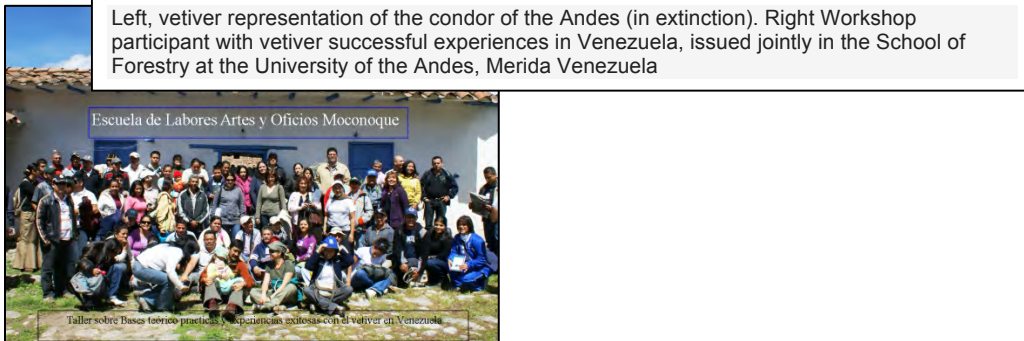 Left, vetiver representation of the condor of the Andes (in extinction). Right Workshop
participant with vetiver successful experiences in Venezuela, issued jointly in the School of
Forestry at the University of the Andes, Merida Venezuela
Escuela de Labores Artes y Oficios Moconoque
Taller sobre Bases teórico practicas y experiencias exitosas con el vetiver en Venezuela